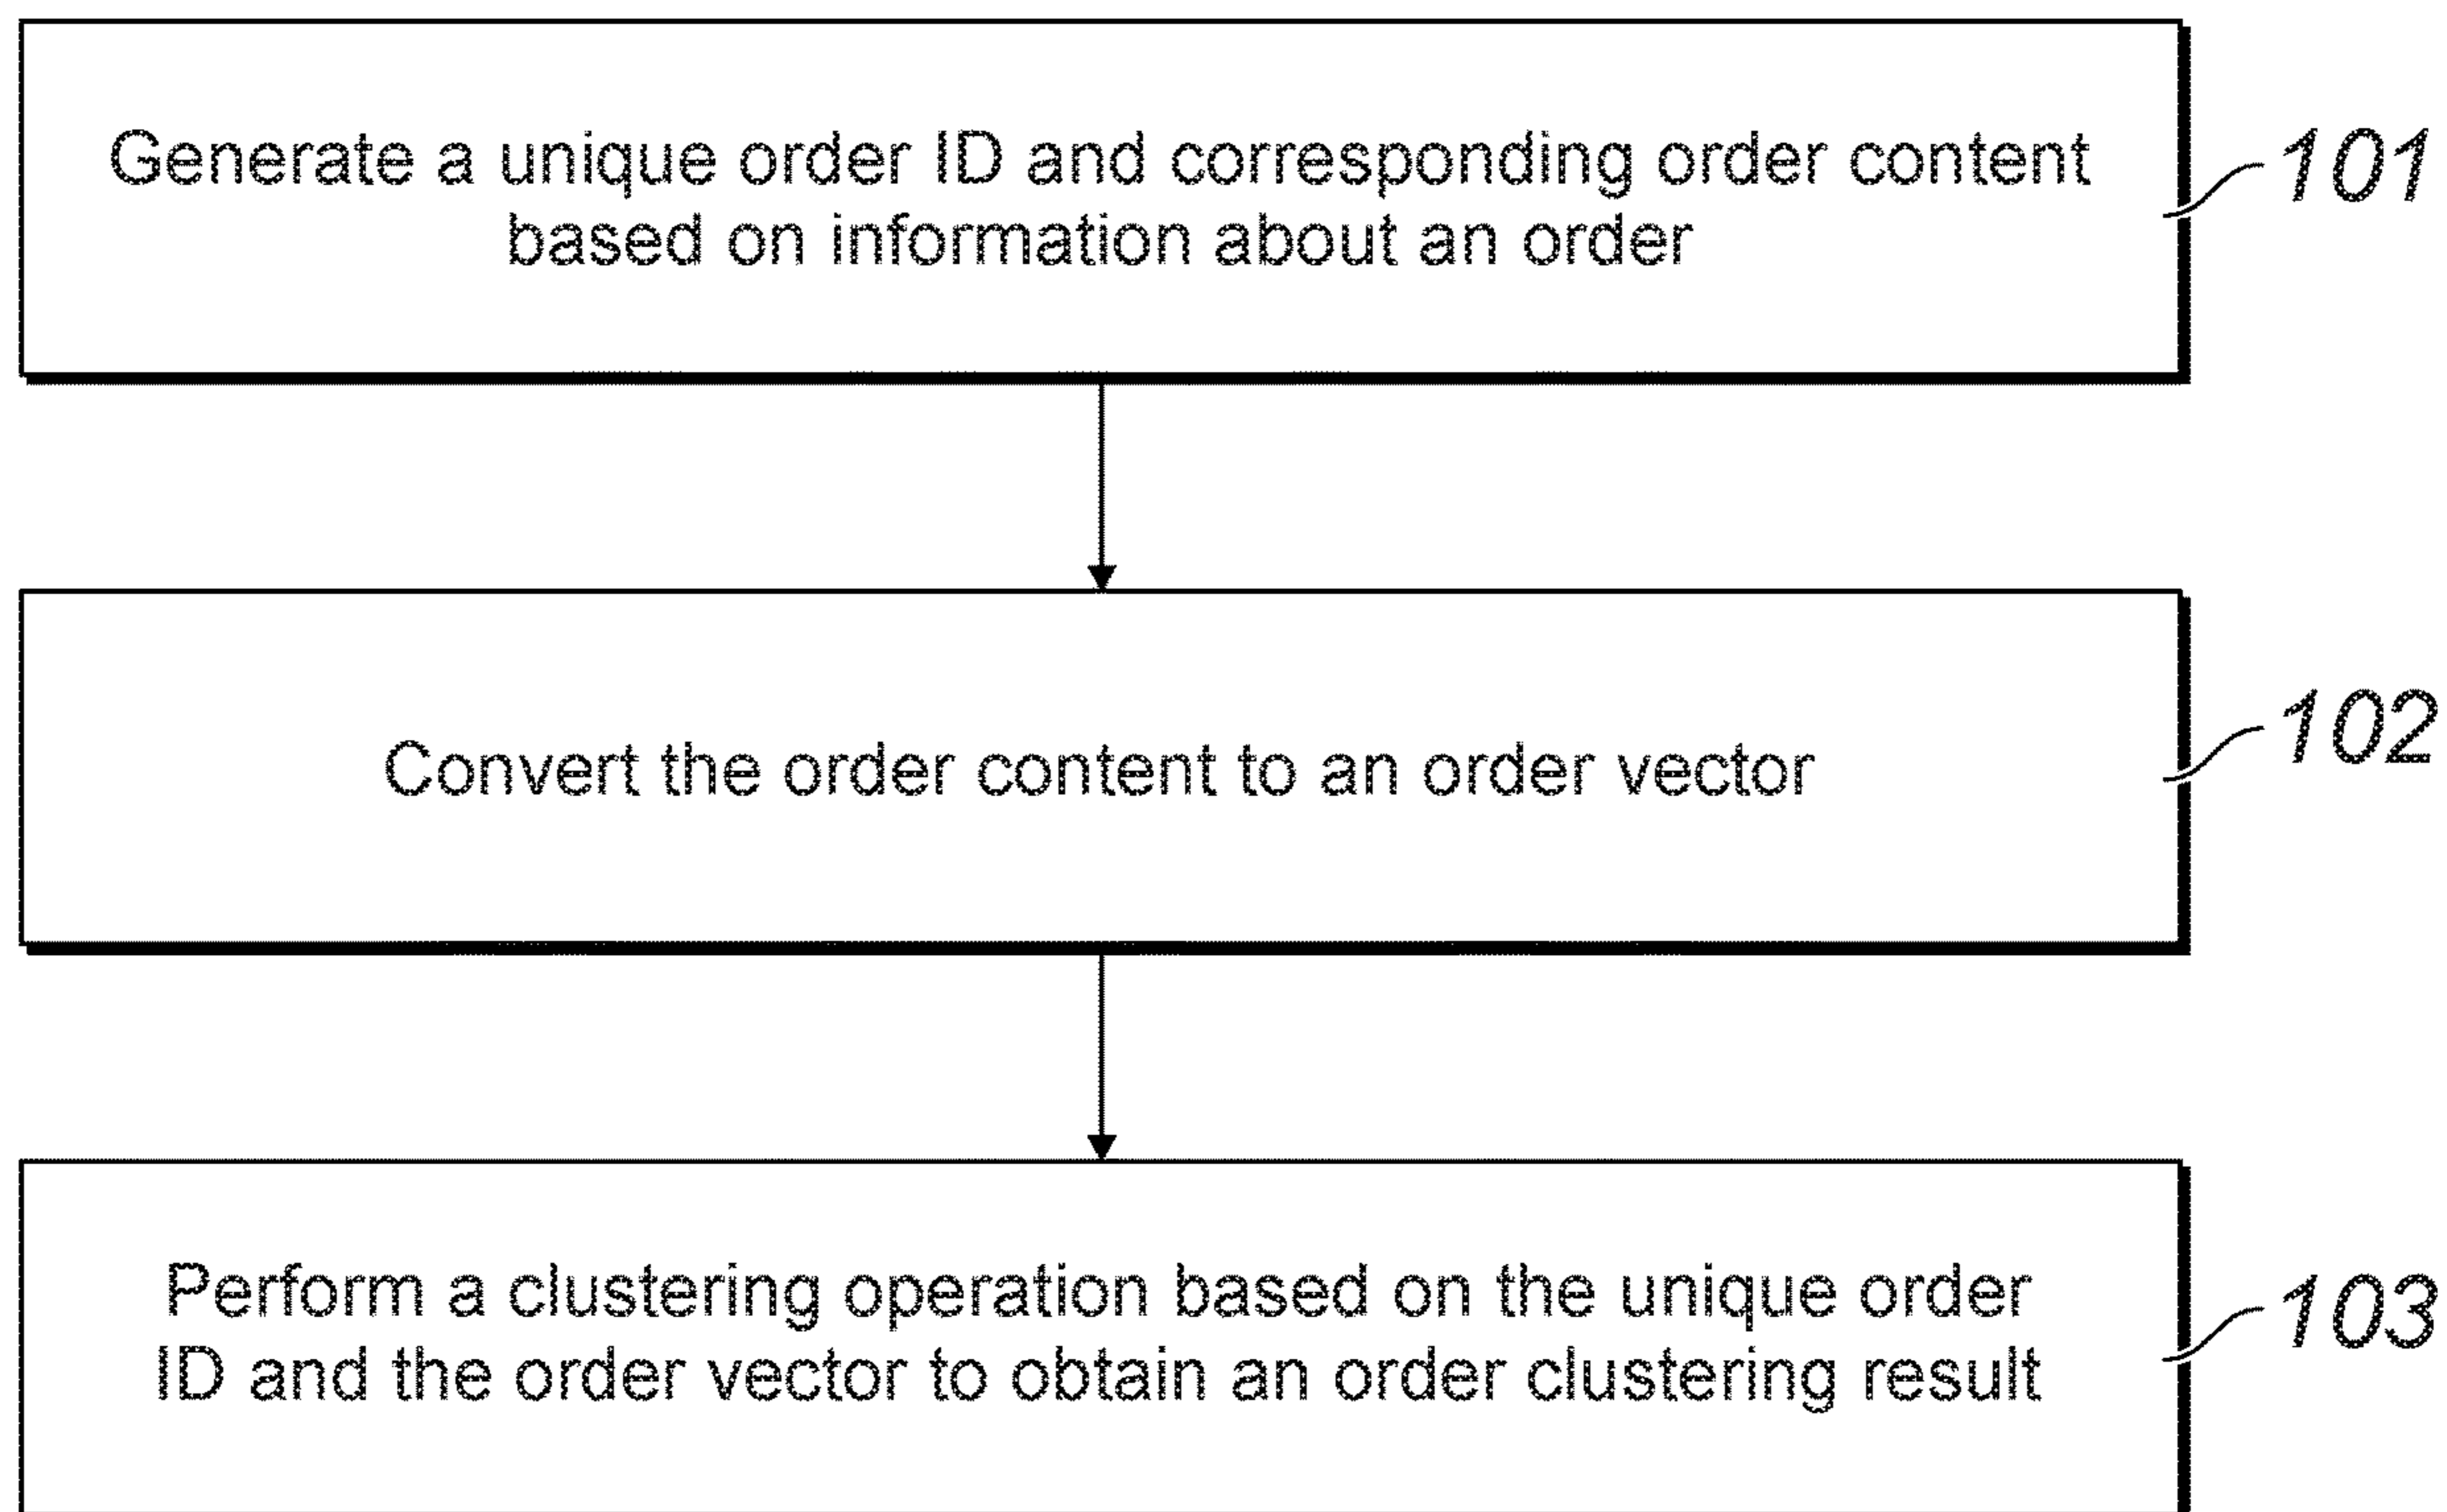 Generate a unique order ID and corresponding order content
based on information about an order
101
Convert the order content to an order vector
102
Perform a clustering operation based on the unique order
ID and the order vector to obtain an order clustering result
103